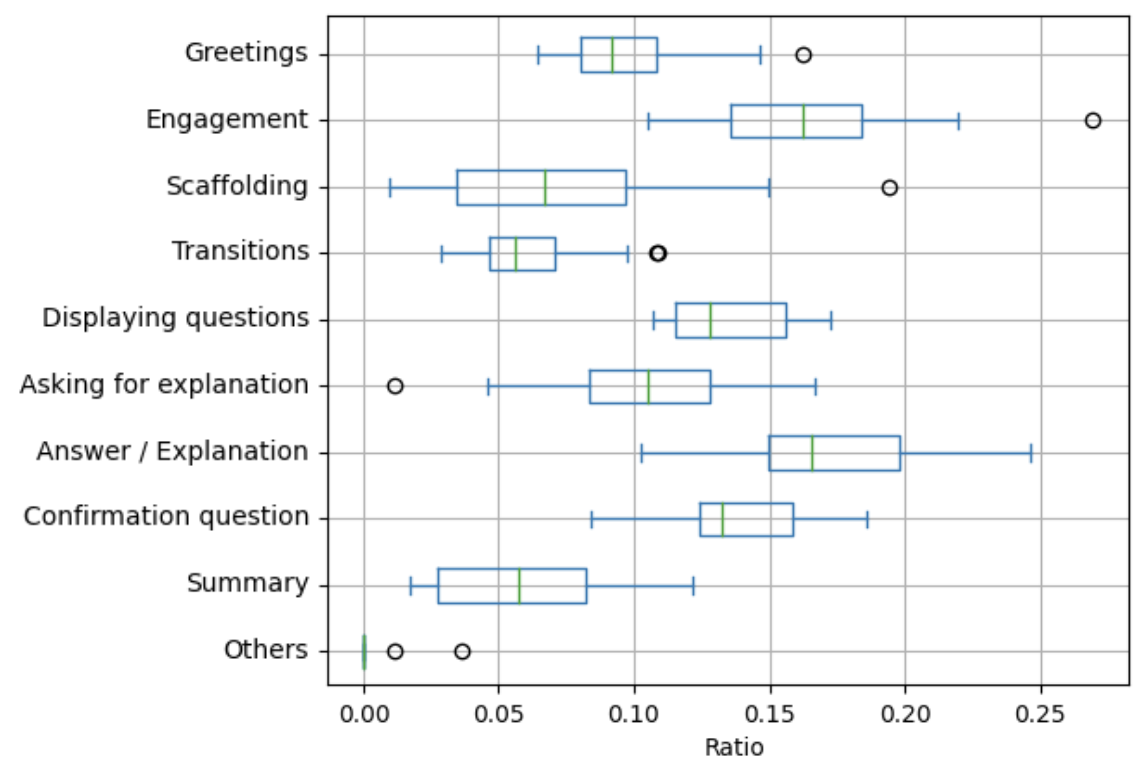 Greetings
Engagement
Scaffolding
Transitions
Displaying questions
Asking for explanation
Answer / Explanation
Confirmation question
Summary
Others
0.00 0.05 0.10 0.15 0.20 0.25
Ratio